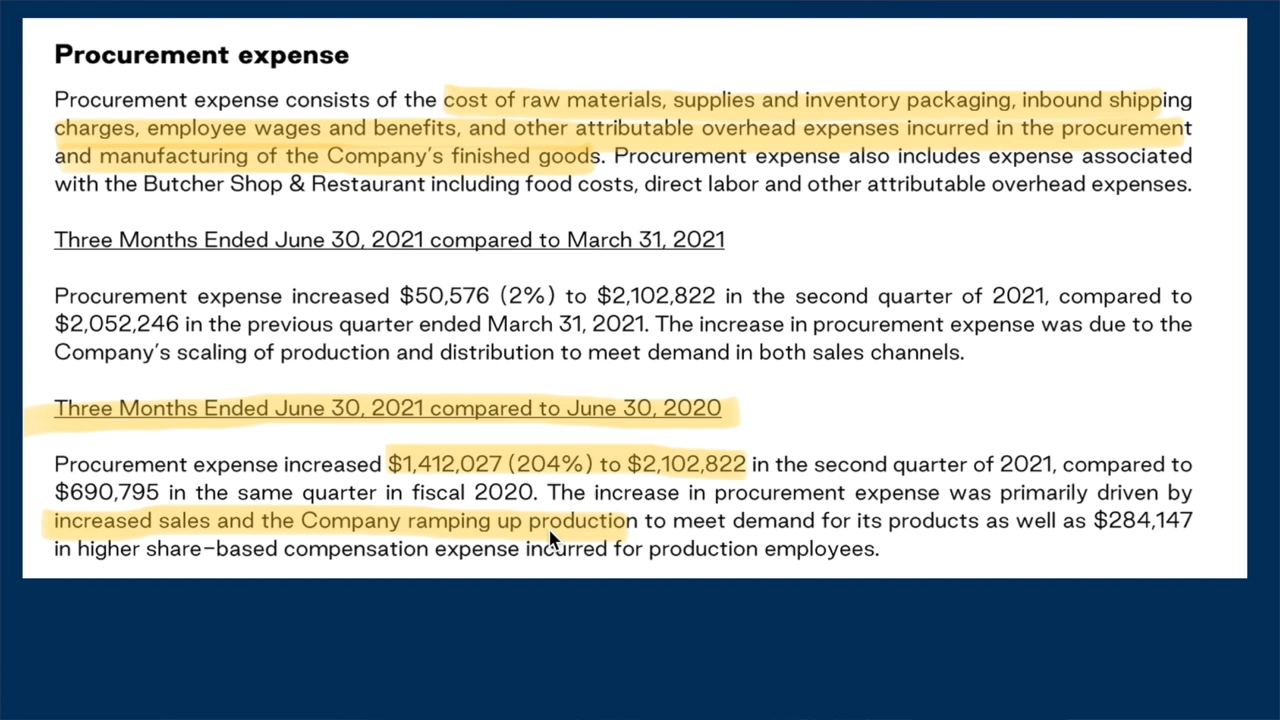 Procurement expense
Procurement expense consists of the cost of raw materials, supplies and inventory packaging, inbound shipping
charges, employee wages and benefits, and other attributable overhead expenses incurred in the procurement
and manufacturing of the Company's finished goods. Procurement expense also includes expense associated
with the Butcher Shop & Restaurant including food costs, direct labor and other attributable overhead expenses.
Three Months Ended June 30, 2021 compared to March 31, 2021
Procurement expense increased $50,576 (2%) to $2,102,822 in the second quarter of 2021, compared to
$2,052,246 in the previous quarter ended March 31, 2021. The increase in procurement expense was due to the
Company's scaling of production and distribution to meet demand in both sales channels.
Three Months Ended June 30, 2021 compared to June 30, 2020
Procurement expense increased $1,412,027 (204%) to $2,102,822 in the second quarter of 2021, compared to
$690,795 in the same quarter in fiscal 2020. The increase in procurement expense was primarily driven by
increased sales and the Company ramping up production to meet demand for its products as well as $284,147
in higher share-based compensation expense incurred for production employees.